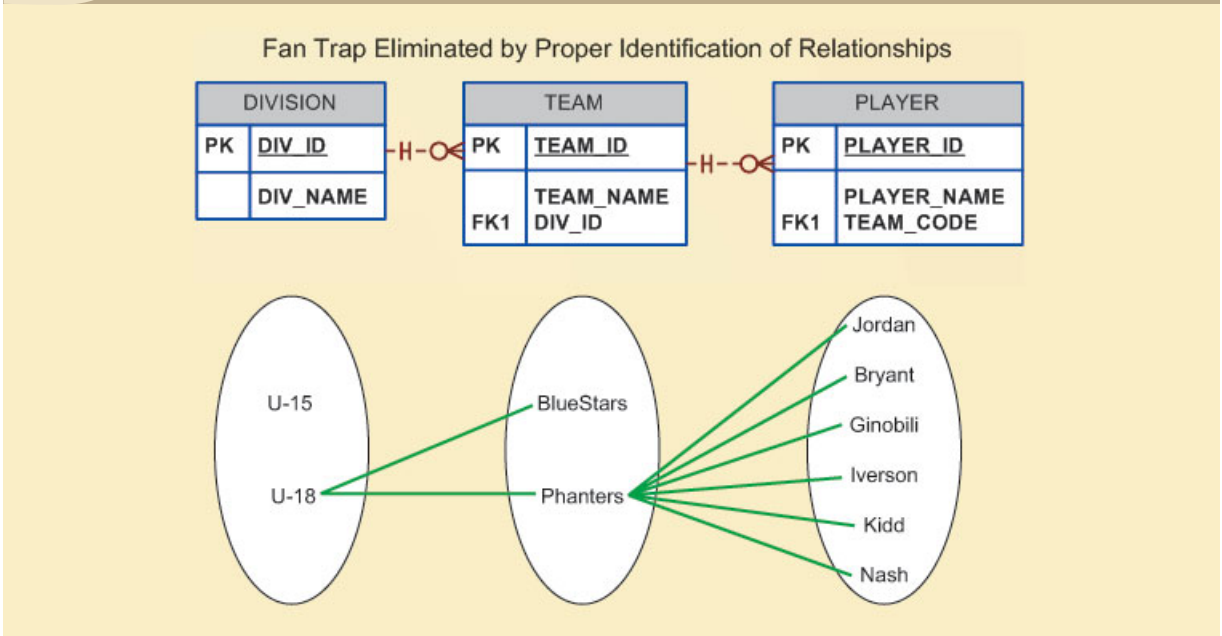 Fan Trap Eliminated by Proper Identification of Relationships
DIVISION
PK DIV_ID
DIV_NAME
TEAM
PK TEAM_ID
TEAM_NAME
FK1 DIV_ID
PLAYER
PK PLAYER_ID
PLAYER_NAME
FK1 TEAM_CODE
U-15
U-18
BlueStars
Phanters
Jordan
Bryant
Ginobili
Iverson
Kidd
Nash